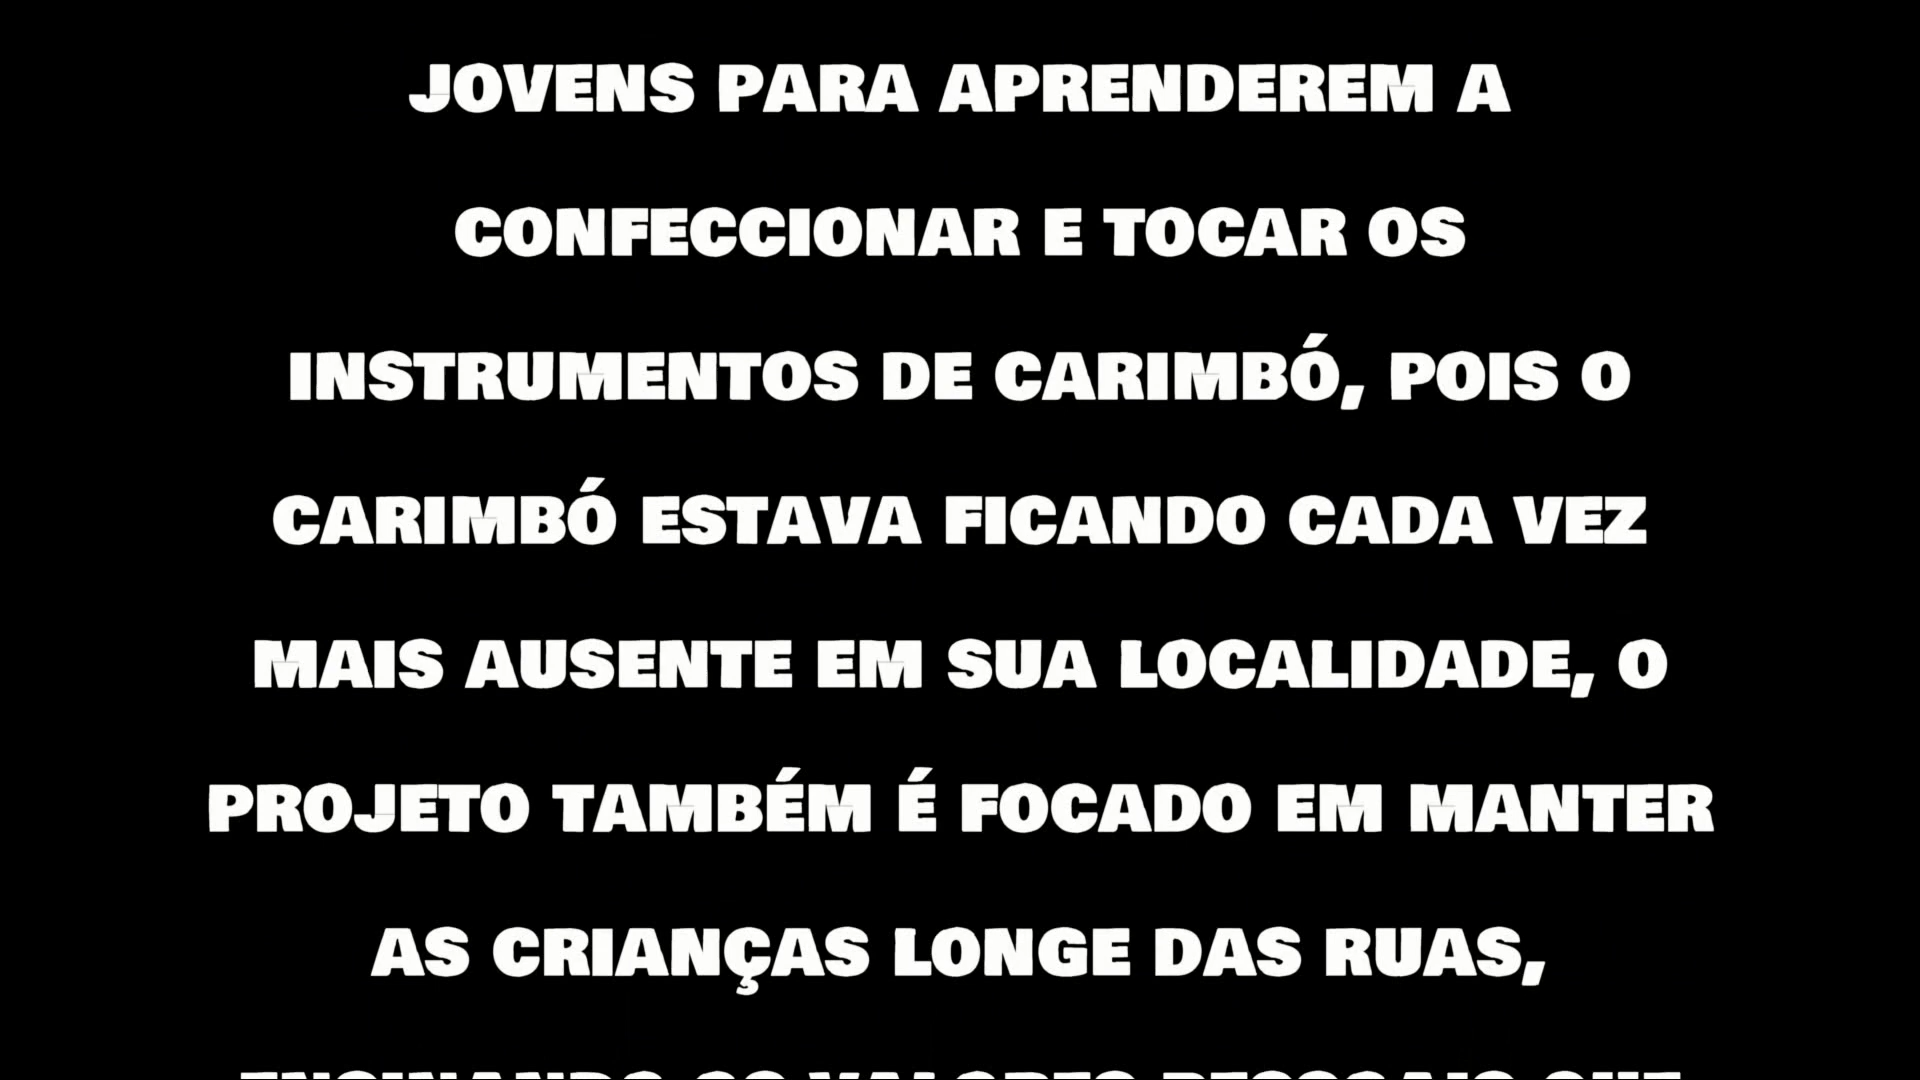 JOVENS PARA APRENDEREM A
CONFECCIONAR E TOCAR OS
INSTRUMENTOS DE CARIMBÓ, POIS O
CARIMBÓ ESTAVA FICANDO CADA VEZ
MAIS AUSENTE EM SUA LOCALIDADE, O
PROJETO TAMBÉM É FOCADO EM MANTER
AS CRIANÇAS LONGE DAS RUAS,